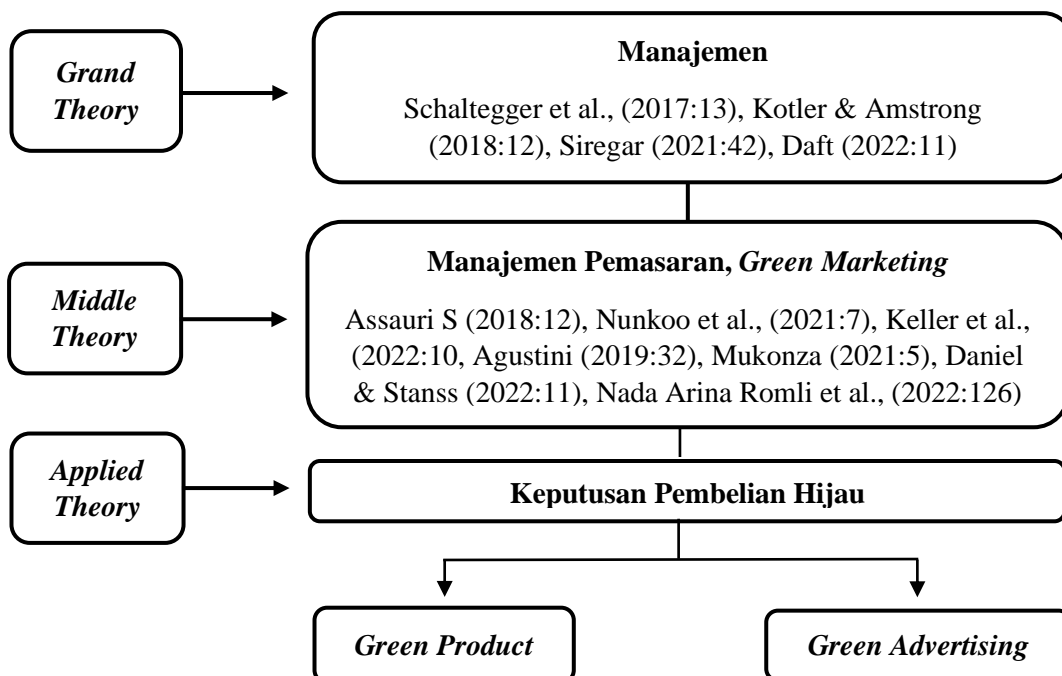 Grand
Theory
Manajemen
Schaltegger et al., (2017:13), Kotler & Amstrong
(2018:12), Siregar (2021:42), Daft (2022:11)
Middle
Theory
Manajemen Pemasaran, Green Marketing
Assauri S (2018:12), Nunkoo et al., (2021:7), Keller et al.,
(2022:10, Agustini (2019:32), Mukonza (2021:5), Daniel
& Stanss (2022:11), Nada Arina Romli et al., (2022:126)
Applied
Theory
Keputusan Pembelian Hijau
Green Product
Green Advertising